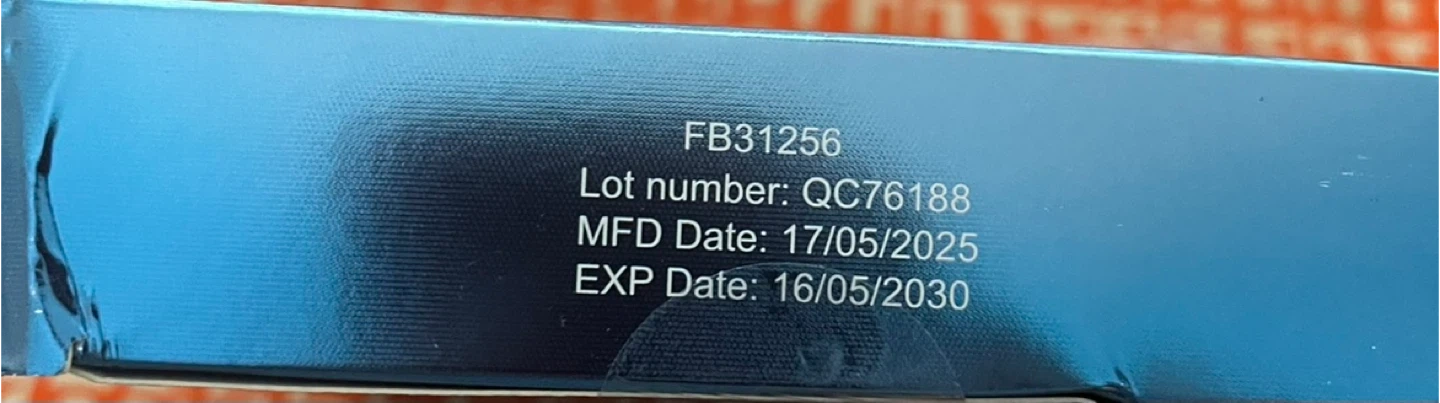 FB31256
Lot number: QC76188
MFD Date: 17/05/2025
EXP Date: 16/05/2030